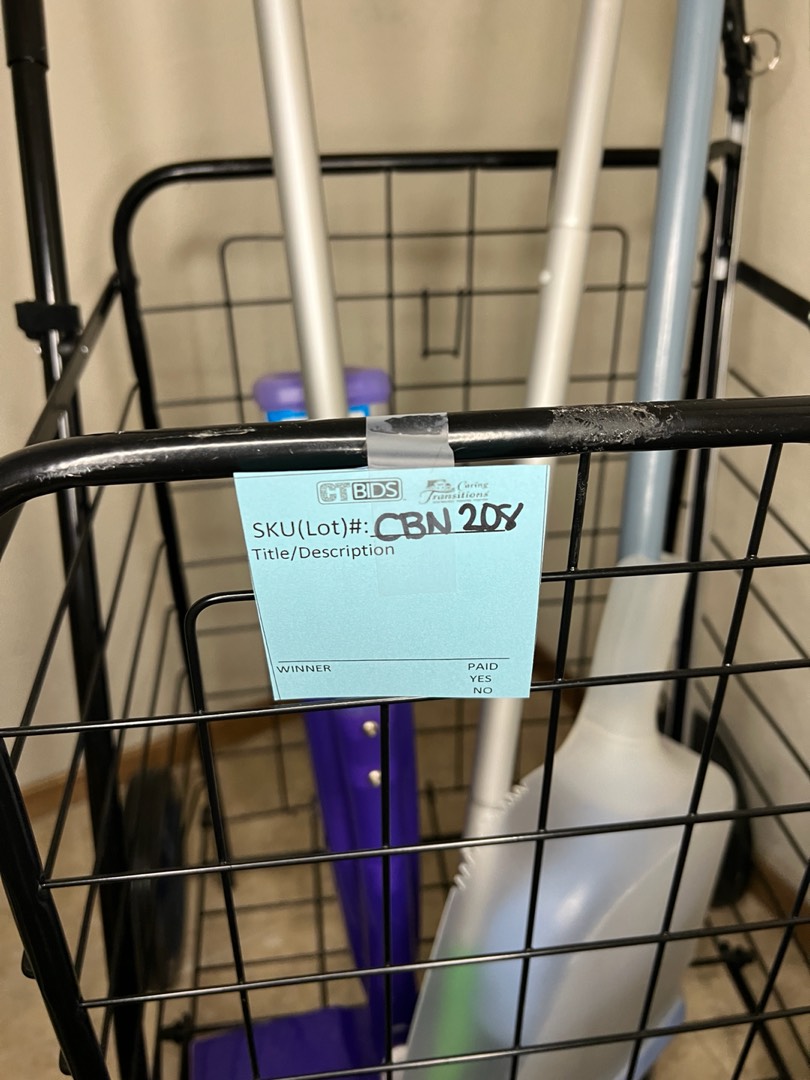 CTBIDS Caring Transitions
SKU(Lot)#: CBN 208
Title/Description
WINNER PAID
YES
NO